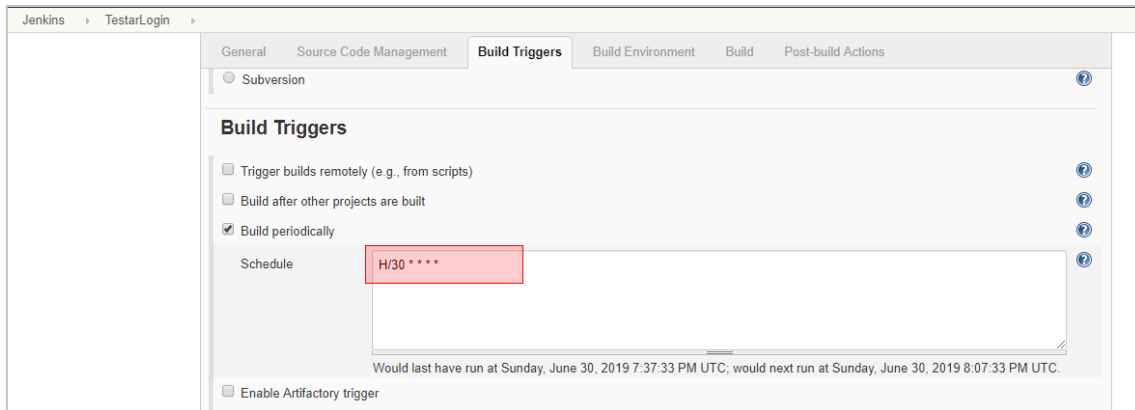 Jenkins TestarLogin
General Source Code Management Build Triggers Build Environment Build Post-build Actions
Subversion
Build Triggers
Trigger builds remotely (e.g., from scripts)
Build after other projects are built
Build periodically
Schedule H/30 * * * *
Would last have run at Sunday, June 30, 2019 7:37:33 PM UTC; would next run at Sunday, June 30, 2019 8:07:33 PM UTC.
Enable Artifactory trigger